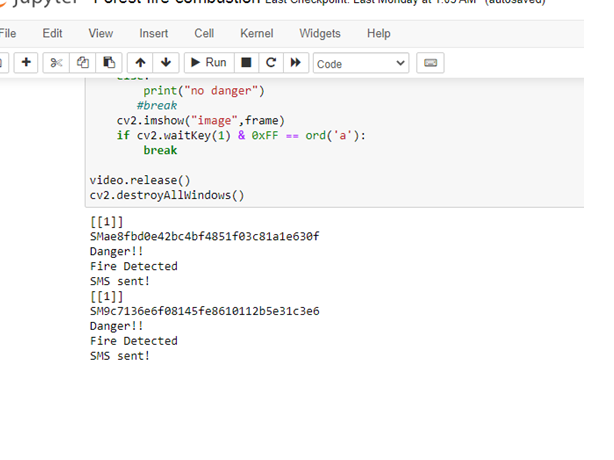 jupyter Forest fire combustion Last Checkpoint: Last Monday at 1:05 AM (autosaved)
File Edit View Insert Cell Kernel Widgets Help
Run Code
else:
print("no danger")
#break
cv2.imshow("image",frame)
if cv2.waitKey(1) & 0xFF == ord('a'):
break
video.release()
cv2.destroyAllWindows()
[[1]]
SMae8fbd0e42bc4bf4851f03c81a1e630f
Danger!!
Fire Detected
SMS sent!
[[1]]
SM9c7136e6f08145fe8610112b5e31c3e6
Danger!!
Fire Detected
SMS sent!